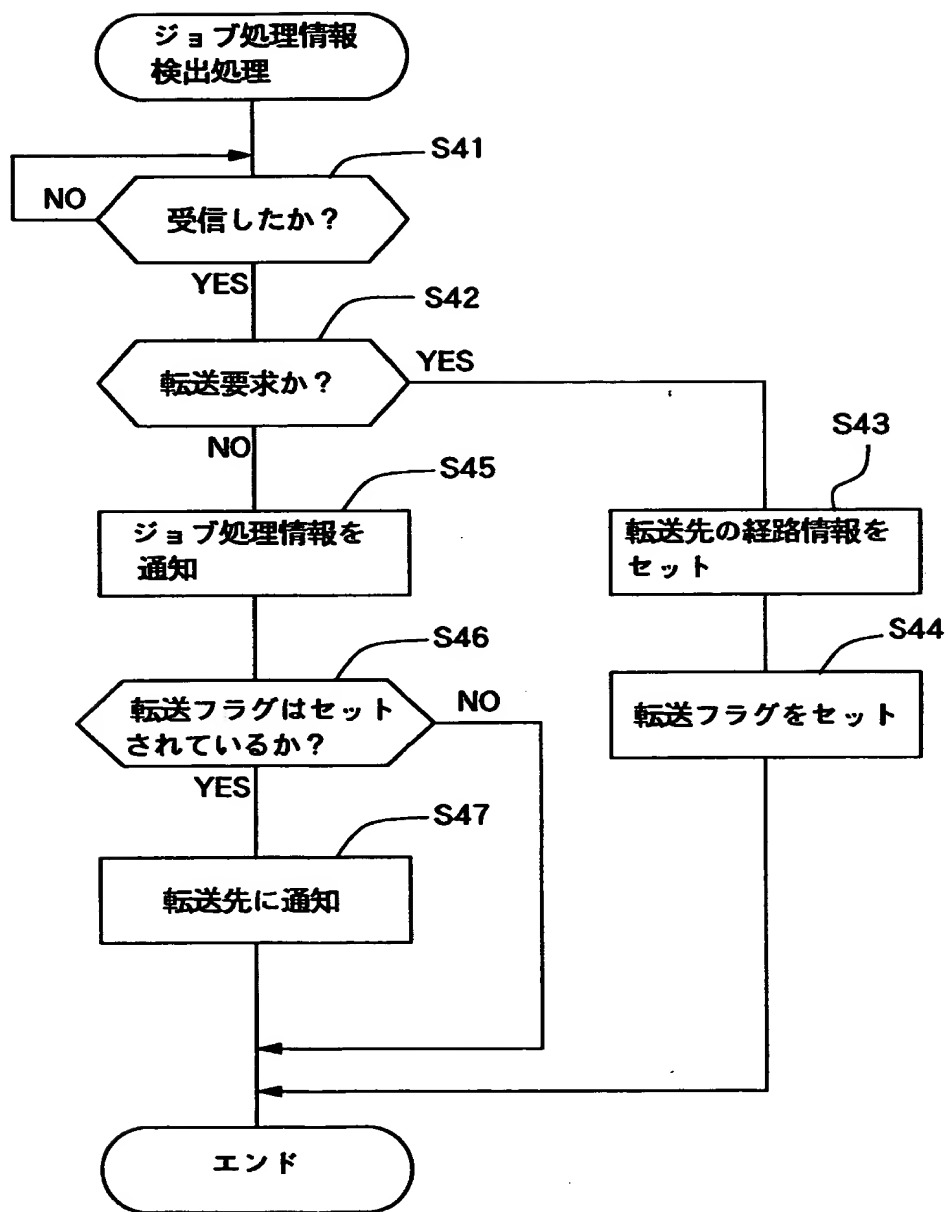 ジョブ処理情報
検出処理
S41
NO
受信したか？
YES
S42
転送要求か？
YES
NO
S43
S45
ジョブ処理情報を
通知
転送先の経路情報を
セット
S46
S44
転送フラグはセット
されているか？
NO
転送フラグをセット
YES
S47
転送先に通知
エンド